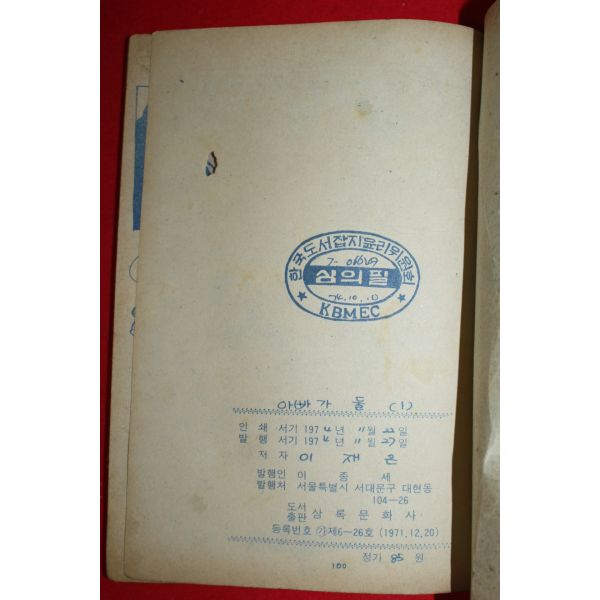 한국도서잡지윤리위원회
심의필
74. 10. 10
KBMEC
아빠가 둘 (1)
인 쇄 서기 1974년 11월 22일
발 행 서기 1974년 11월 27일
저 자 이 재 은
발행인 이 중 세
발행처 서울특별시 서대문구 대현동
104—26
도서출판 상록문화사
등록번호 ㉮제6—26호 (1971.12.20)
정가 85 원
100